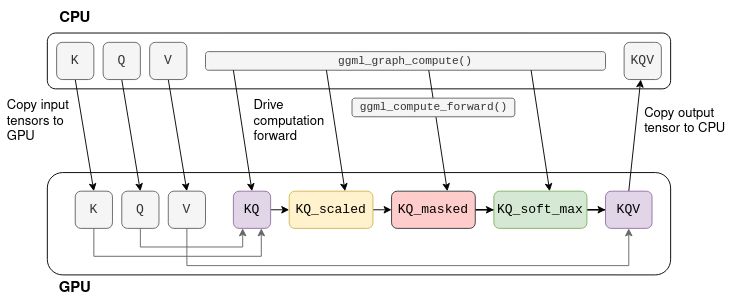 CPU
K
Q
V
ggml_graph_compute()
KQV
Copy input
tensors to
GPU
Drive
computation
forward
ggml_compute_forward()
Copy output
tensor to CPU
K
Q
V
KQ
KQ_scaled
KQ_masked
KQ_soft_max
KQV
GPU